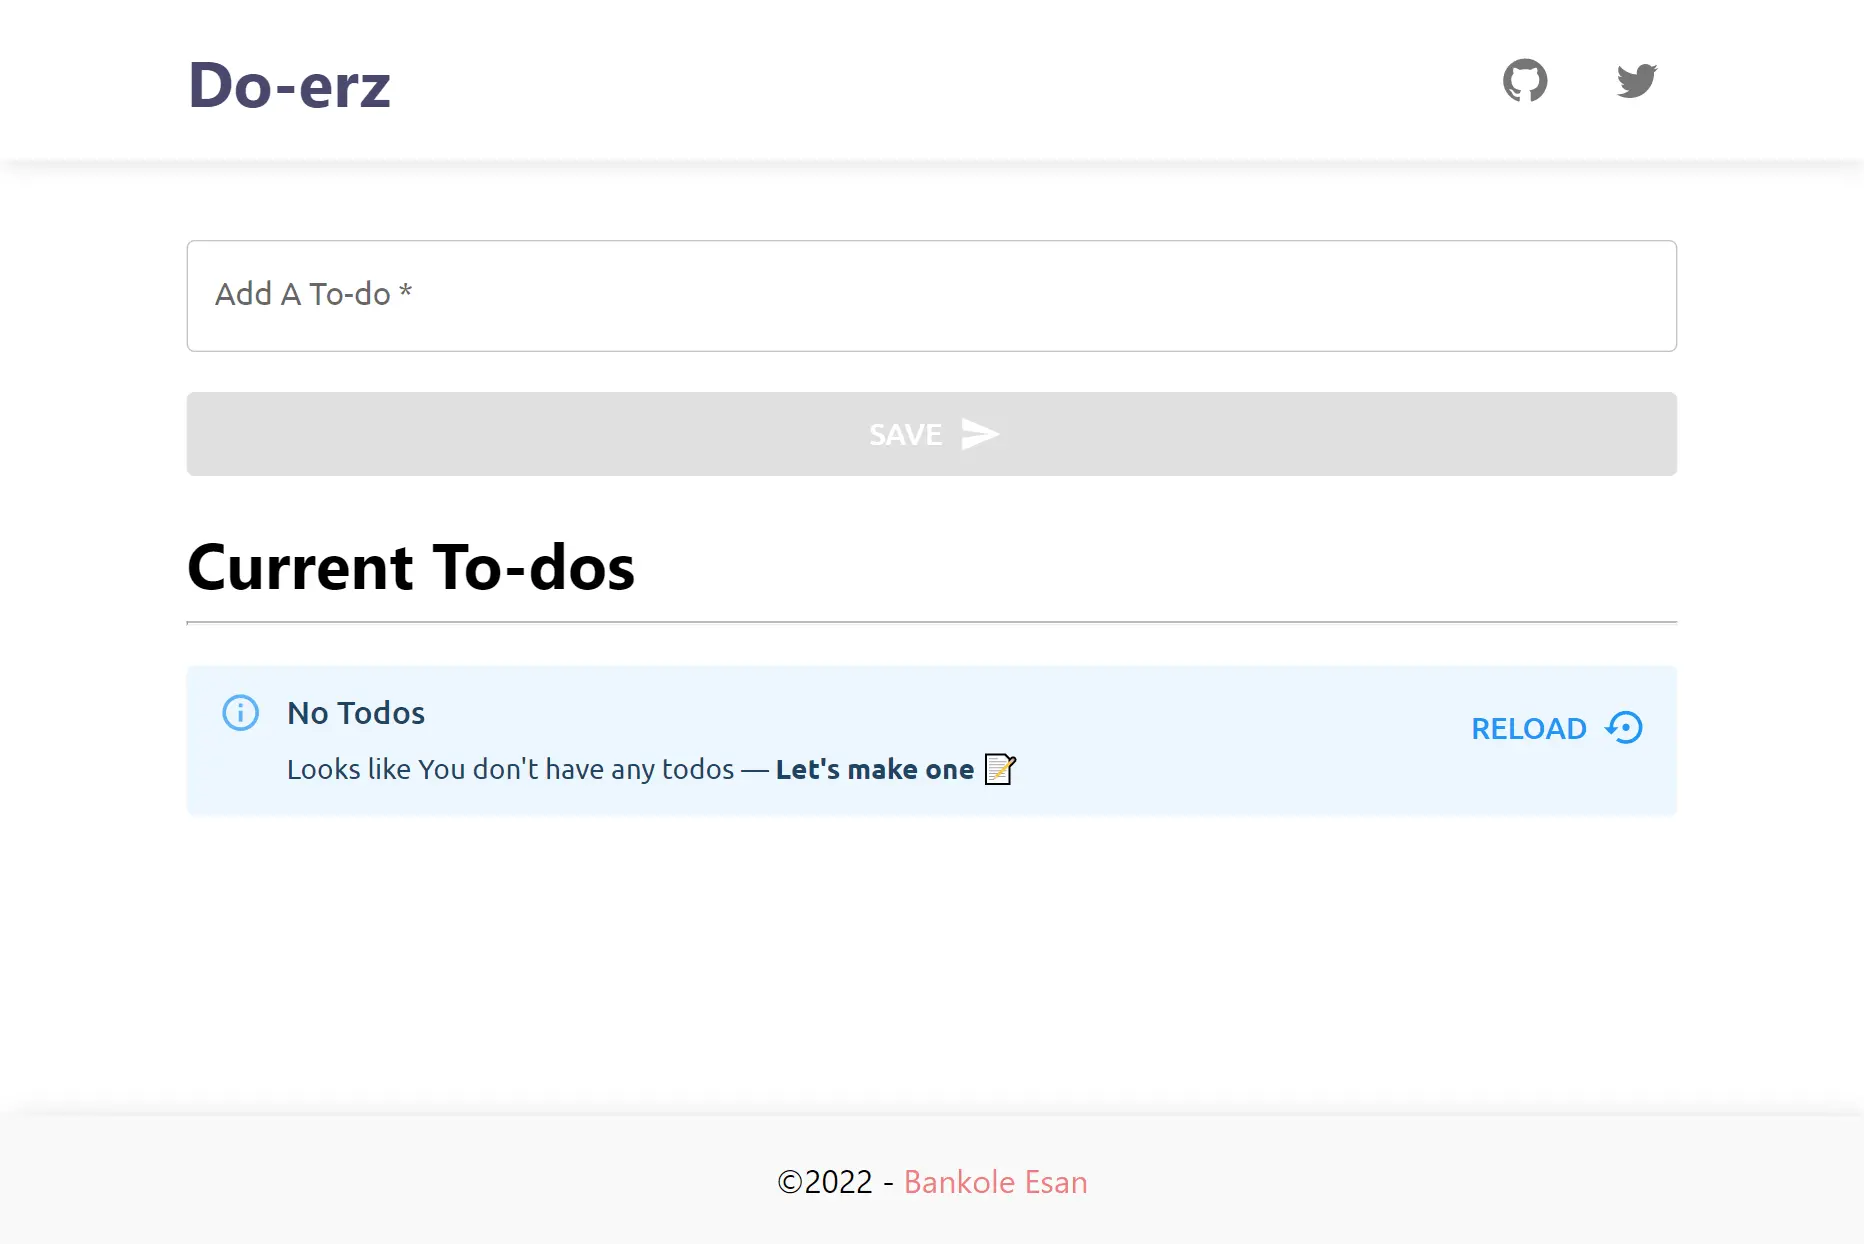 Do-erz
Add A To-do *
SAVE
Current To-dos
No Todos
RELOAD
Looks like You don't have any todos — Let's make one 📝
©2022 - Bankole Esan